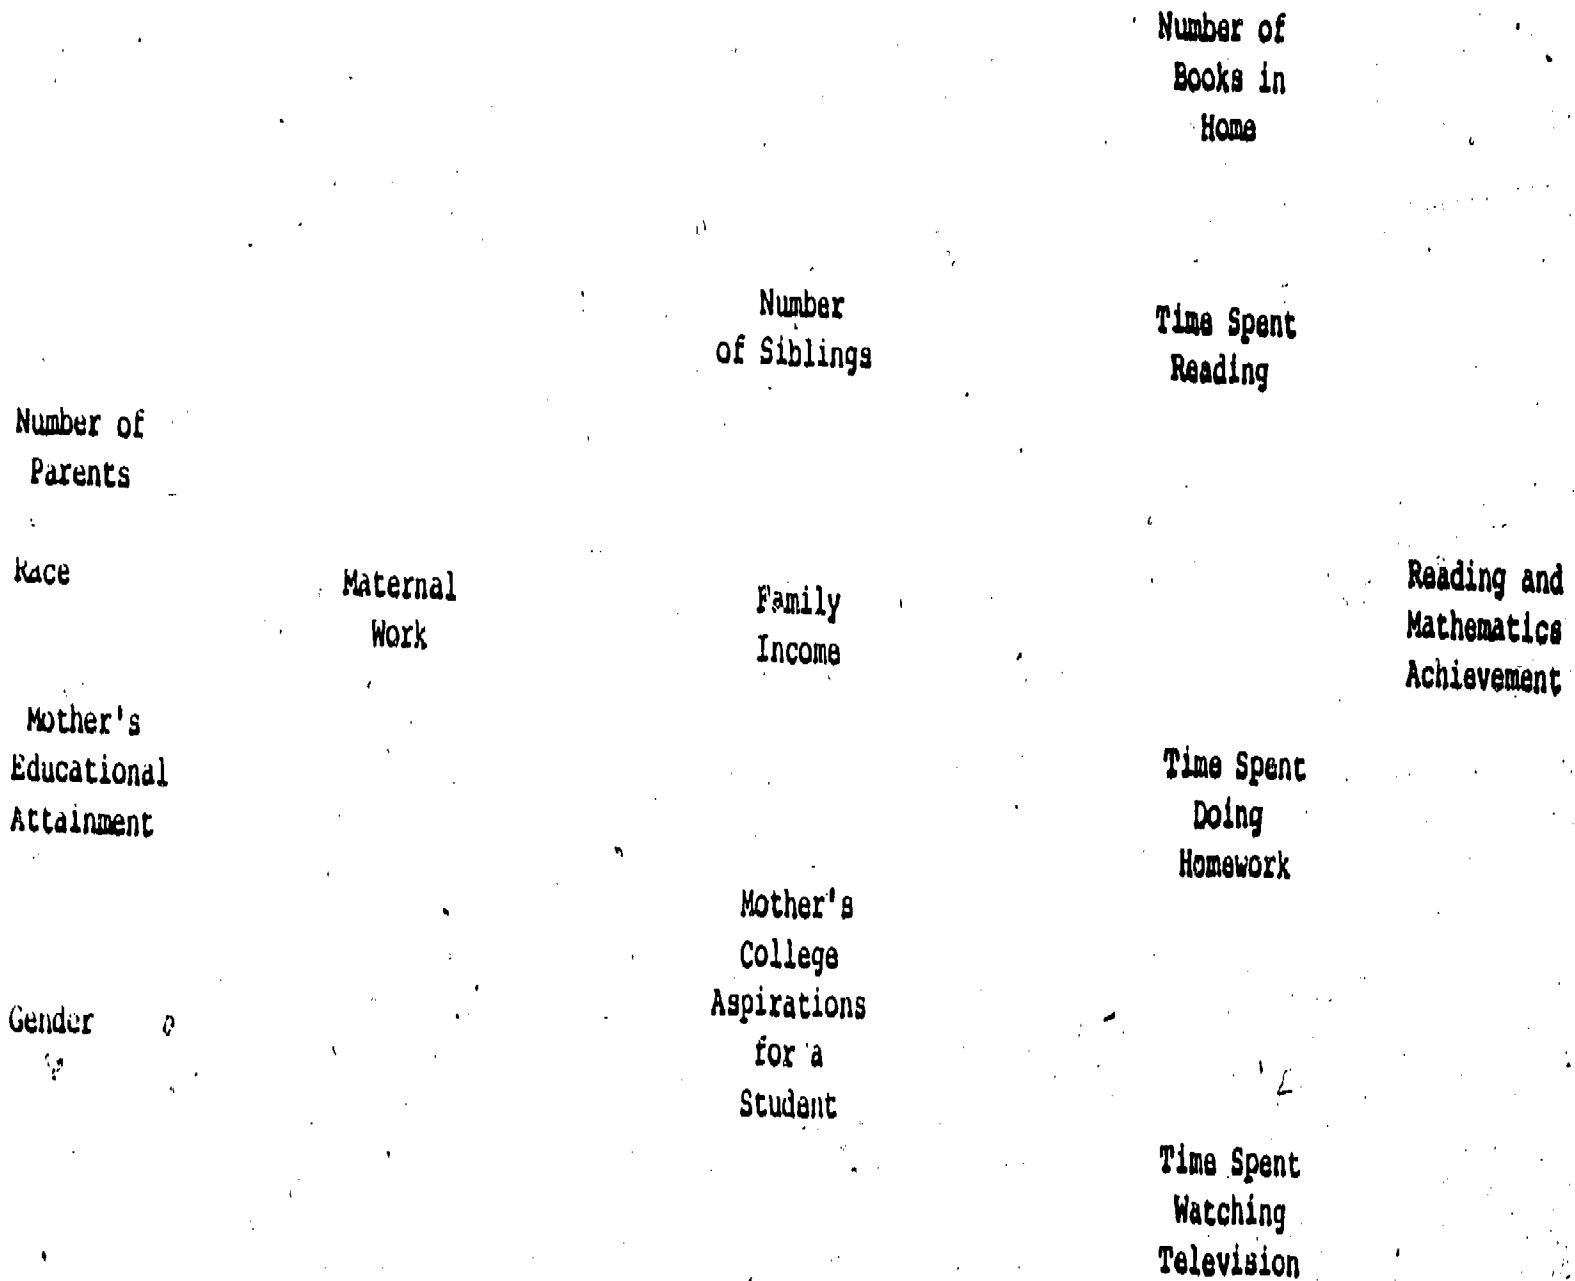 Number of
Parents
Race
Mother's
Educational
Attainment
Gender
Maternal
Work
Number
of Siblings
Family
Income
Mother's
College
Aspirations
for a
Student
Number of
Books in
Home
Time Spent
Reading
Time Spent
Doing
Homework
Time Spent
Watching
Television
Reading and
Mathematics
Achievement